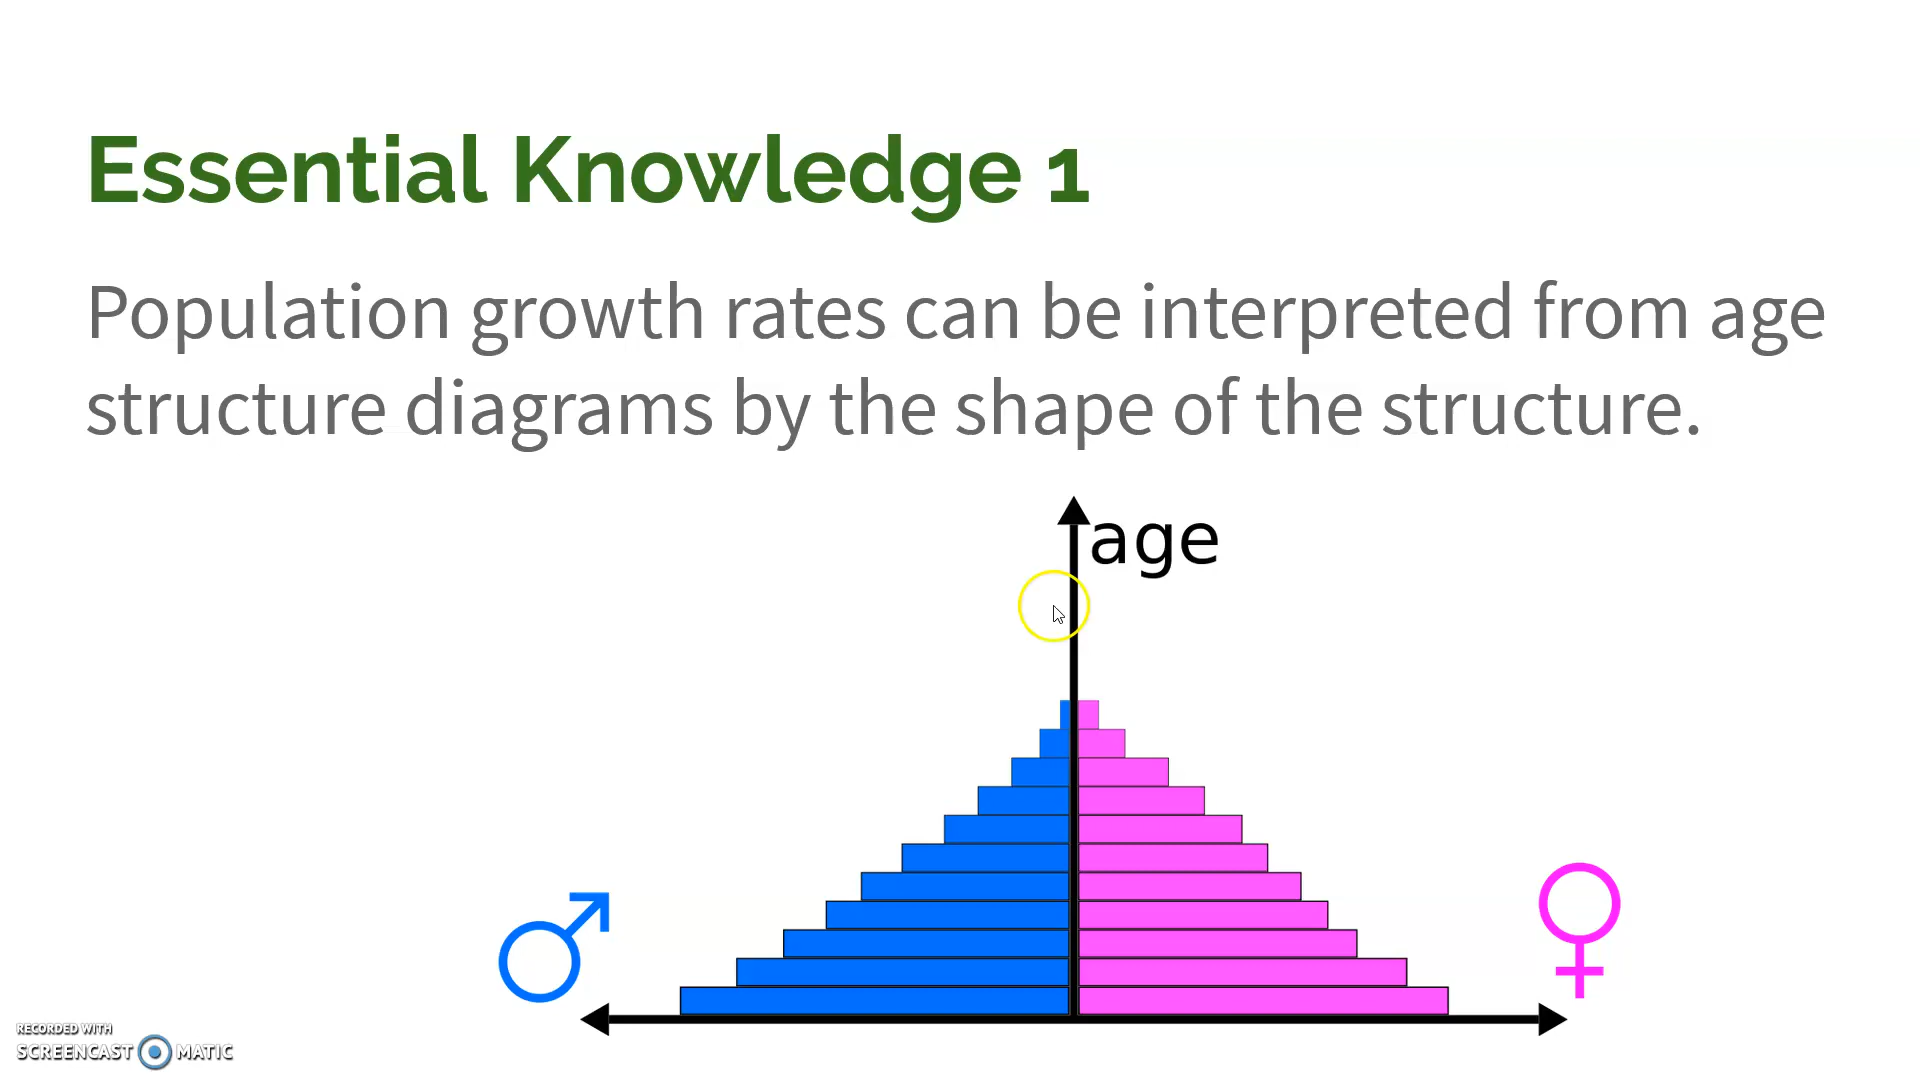 Essential Knowledge 1
Population growth rates can be interpreted from age
structure diagrams by the shape of the structure.
age
RECORDED WITH
SCREENCAST MATIC